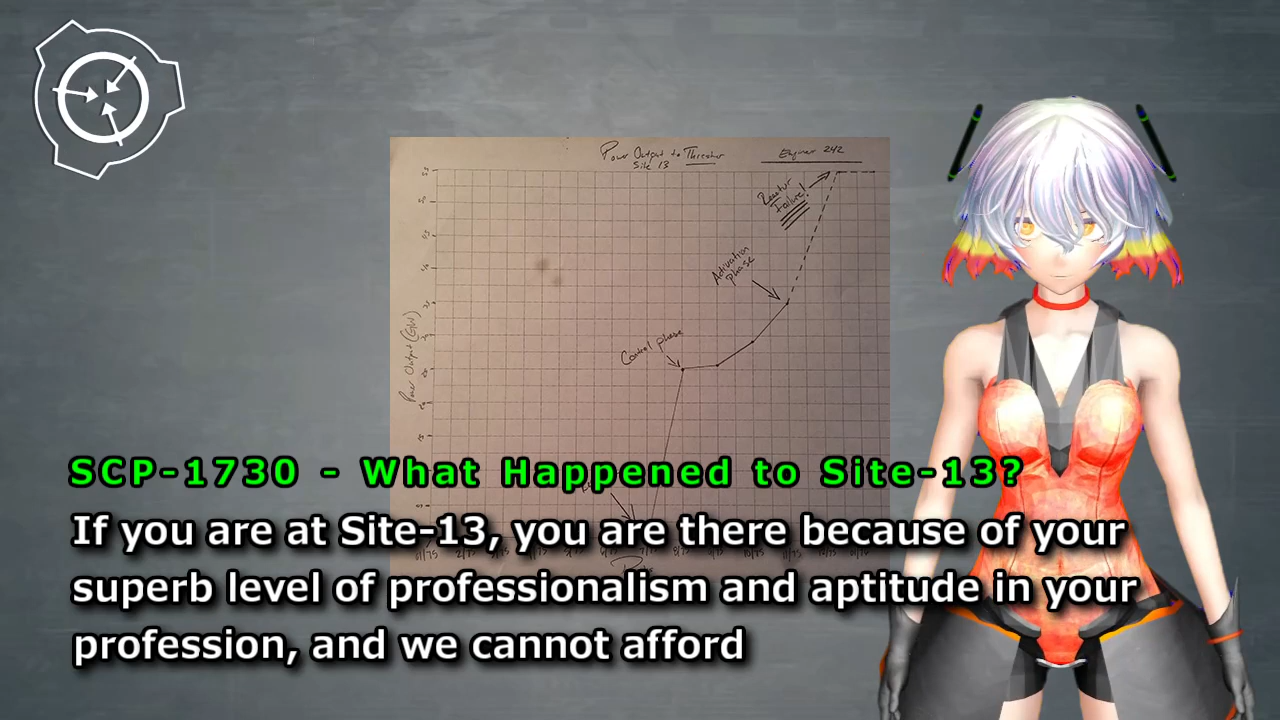 Power Output to Thresher
Site 13
Engineer 242
Reactor
Failure!
Activation
phase
Control phase
Power Output (GW)
SCP-1730 - What Happened to Site-13?
If you are at Site-13, you are there because of your
superb level of professionalism and aptitude in your
profession, and we cannot afford